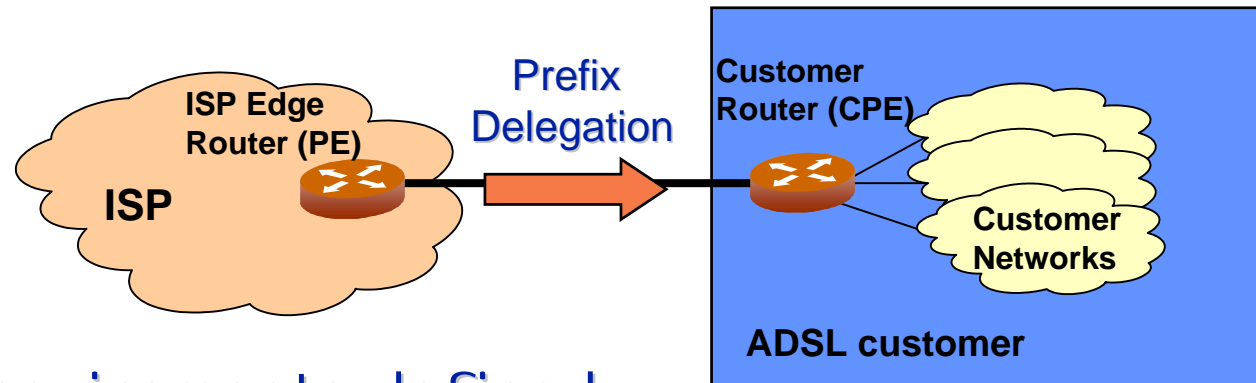 ISP Edge
Router (PE)
ISP
Prefix
Delegation
Customer
Router (CPE)
Customer
Networks
ADSL customer